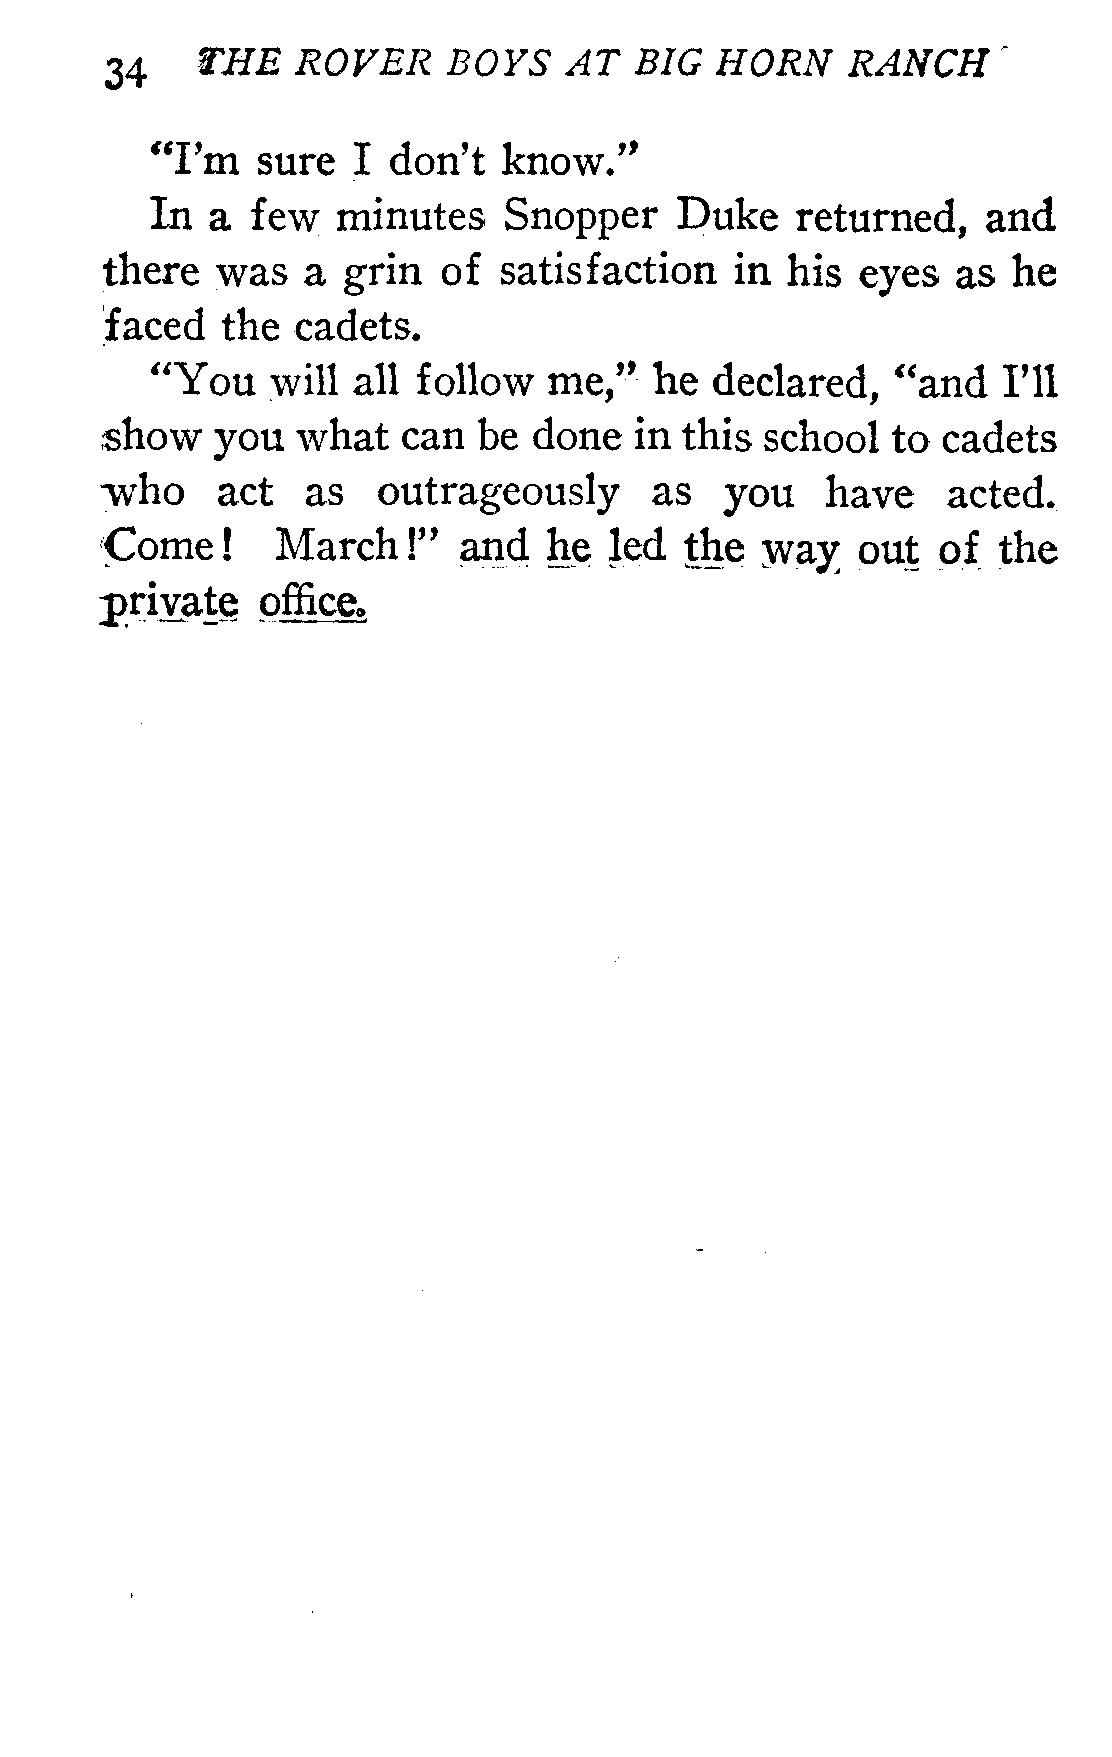 34 THE ROVER BOYS AT BIG HORN RANCH
“I’m sure I don’t know.”
In a few minutes Snopper Duke returned, and
there was a grin of satisfaction in his eyes as he
faced the cadets.
“You will all follow me,” he declared, “and I’ll
show you what can be done in this school to cadets
who act as outrageously as you have acted.
Come! March!” and he led the way out of the
private office.